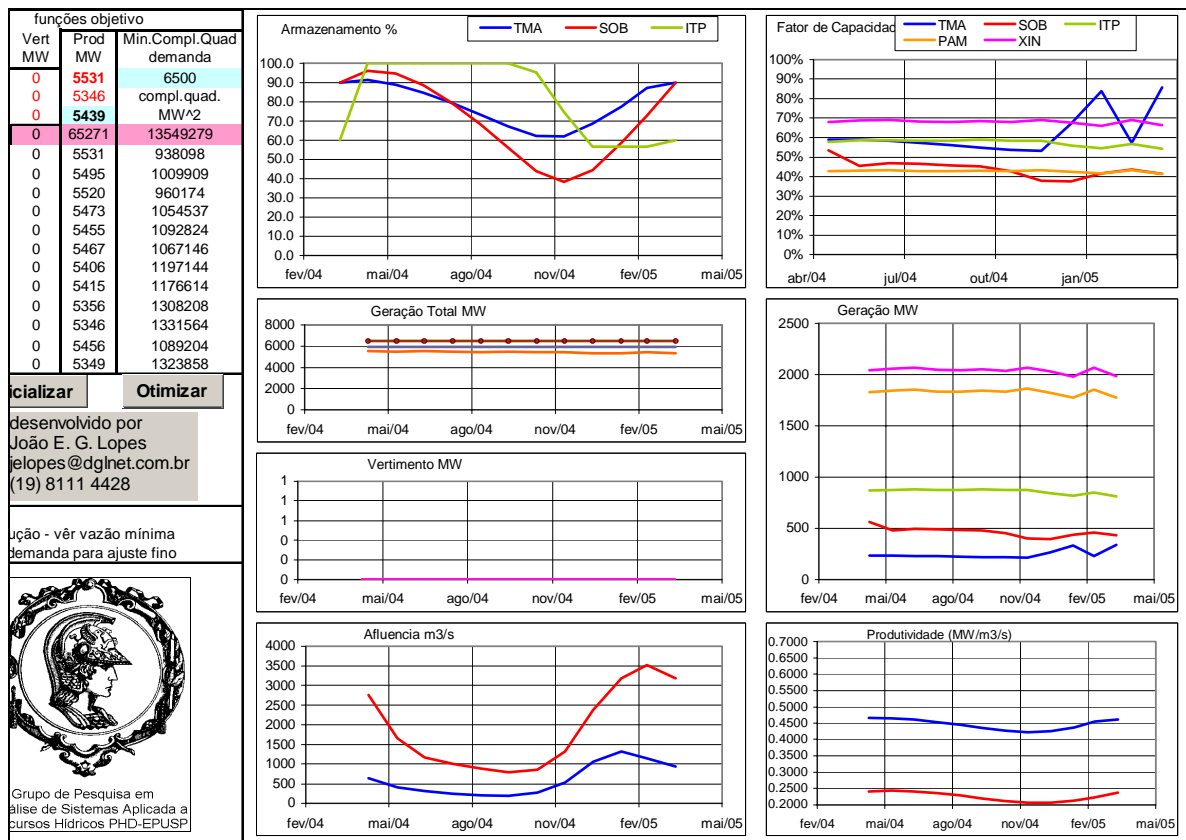 funções objetivo
Vert Prod Min.Compl.Quad
MW MW demanda
0 5531 6500
0 5346 compl.quad.
0 5439 MW^2
0 65271 13549279
0 5531 938098
0 5495 1009909
0 5520 960174
0 5473 1054537
0 5455 1092824
0 5467 1067146
0 5406 1197144
0 5415 1176614
0 5356 1308208
0 5346 1331564
0 5456 1089204
0 5349 1323858
icializar Otimizar
desenvolvido por
João E. G. Lopes
jelopes@dglnet.com.br
(19) 8111 4428
ução - vêr vazão mínima
demanda para ajuste fino
Grupo de Pesquisa em
álise de Sistemas Aplicada a
cursos Hídricos PHD-EPUSP
Armazenamento %
TMA SOB ITP
100.0
90.0
80.0
70.0
60.0
50.0
40.0
30.0
20.0
10.0
0.0
fev/04 mai/04 ago/04 nov/04 fev/05 mai/05
Fator de Capacidad
TMA SOB ITP
PAM XIN
100%
90%
80%
70%
60%
50%
40%
30%
20%
10%
0%
abr/04 jul/04 out/04 jan/05
Geração Total MW
8000
6000
4000
2000
0
fev/04 mai/04 ago/04 nov/04 fev/05 mai/05
Geração MW
2500
2000
1500
1000
500
0
fev/04 mai/04 ago/04 nov/04 fev/05 mai/05
Vertimento MW
1
1
1
0
0
0
fev/04 mai/04 ago/04 nov/04 fev/05 mai/05
Afluencia m3/s
4000
3500
3000
2500
2000
1500
1000
500
0
fev/04 mai/04 ago/04 nov/04 fev/05 mai/05
Produtividade (MW/m3/s)
0.7000
0.6500
0.6000
0.5500
0.5000
0.4500
0.4000
0.3500
0.3000
0.2500
0.2000
fev/04 mai/04 ago/04 nov/04 fev/05 mai/05